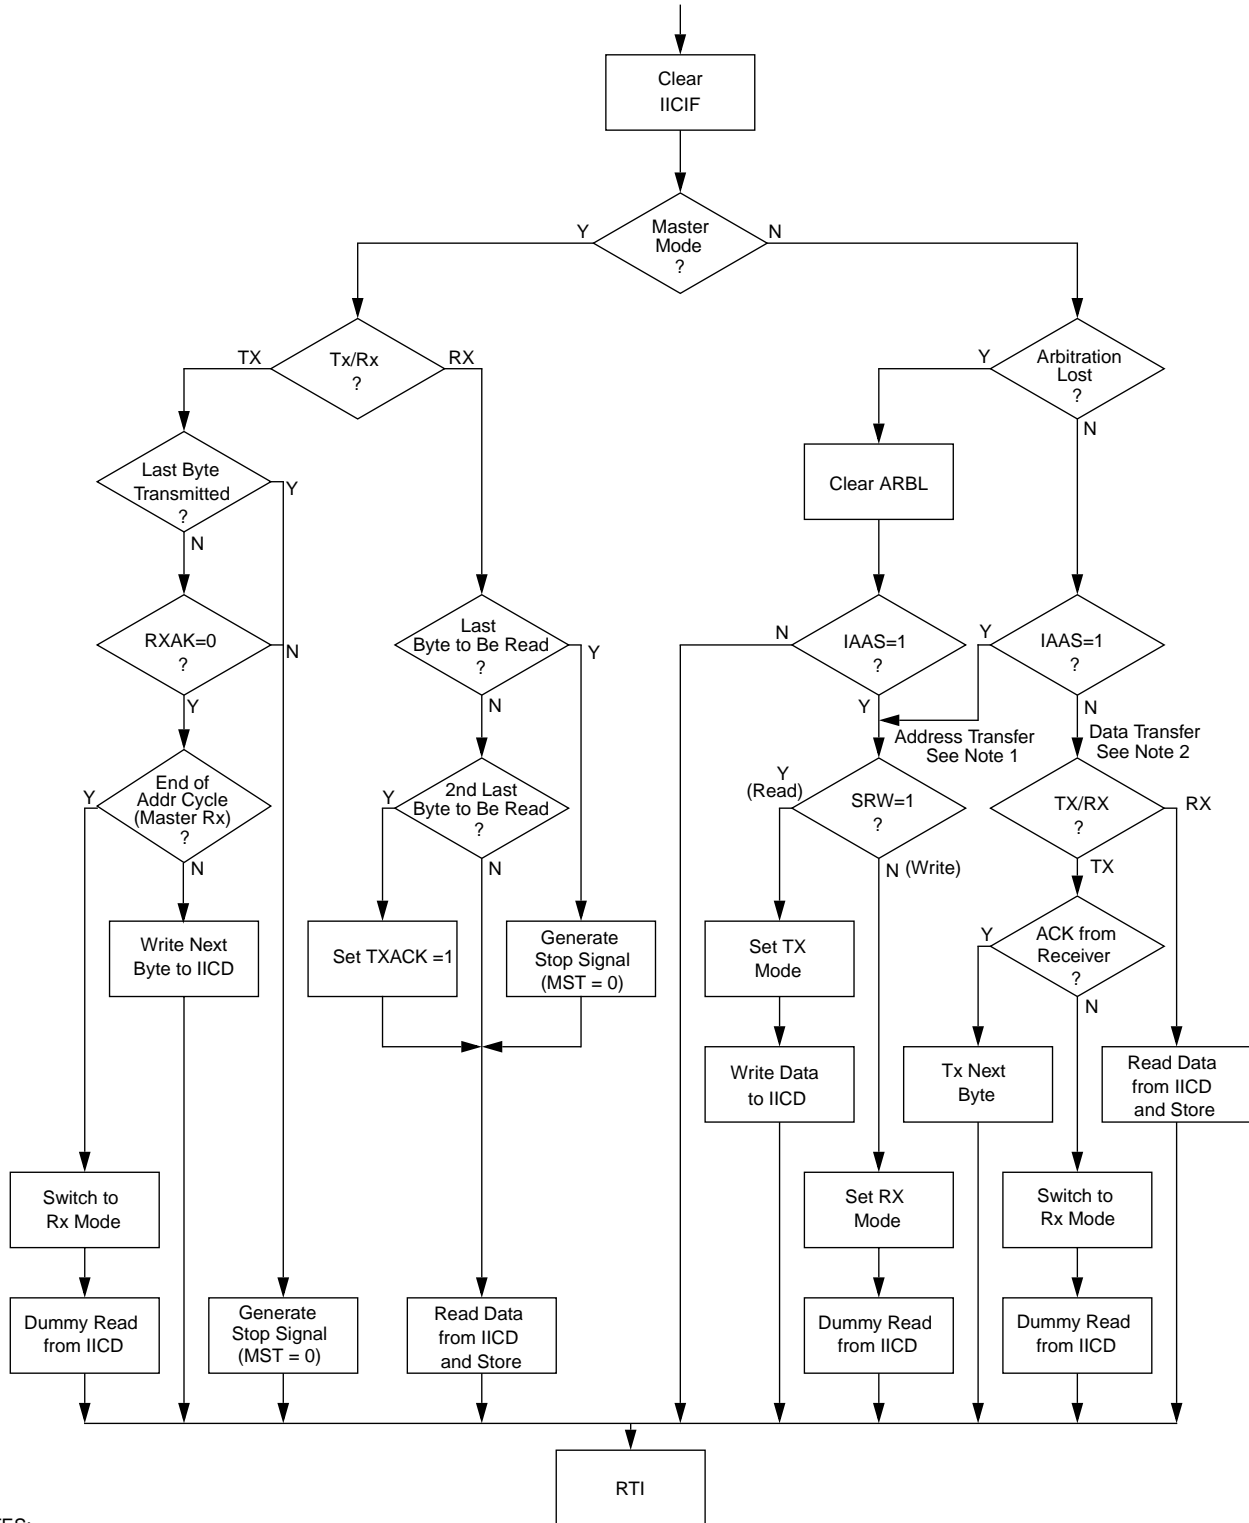 Clear
IICIF
Master
Mode
?
Y
N
Tx/Rx
?
TX
RX
Arbitration
Lost
?
Y
N
Last Byte
Transmitted
?
Y
N
Clear ARBL
RXAK=0
?
N
Y
Last
Byte to Be Read
?
Y
N
IAAS=1
?
N
Y
IAAS=1
?
Y
N
Address Transfer
See Note 1
Data Transfer
See Note 2
End of
Addr Cycle
(Master Rx)
?
Y
N
2nd Last
Byte to Be Read
?
Y
N
Y
(Read)
SRW=1
?
N (Write)
TX/RX
?
RX
TX
Write Next
Byte to IICD
Set TXACK =1
Generate
Stop Signal
(MST = 0)
Set TX
Mode
Y
ACK from
Receiver
?
N
Write Data
to IICD
Tx Next
Byte
Read Data
from IICD
and Store
Switch to
Rx Mode
Set RX
Mode
Switch to
Rx Mode
Dummy Read
from IICD
Generate
Stop Signal
(MST = 0)
Read Data
from IICD
and Store
Dummy Read
from IICD
Dummy Read
from IICD
RTI